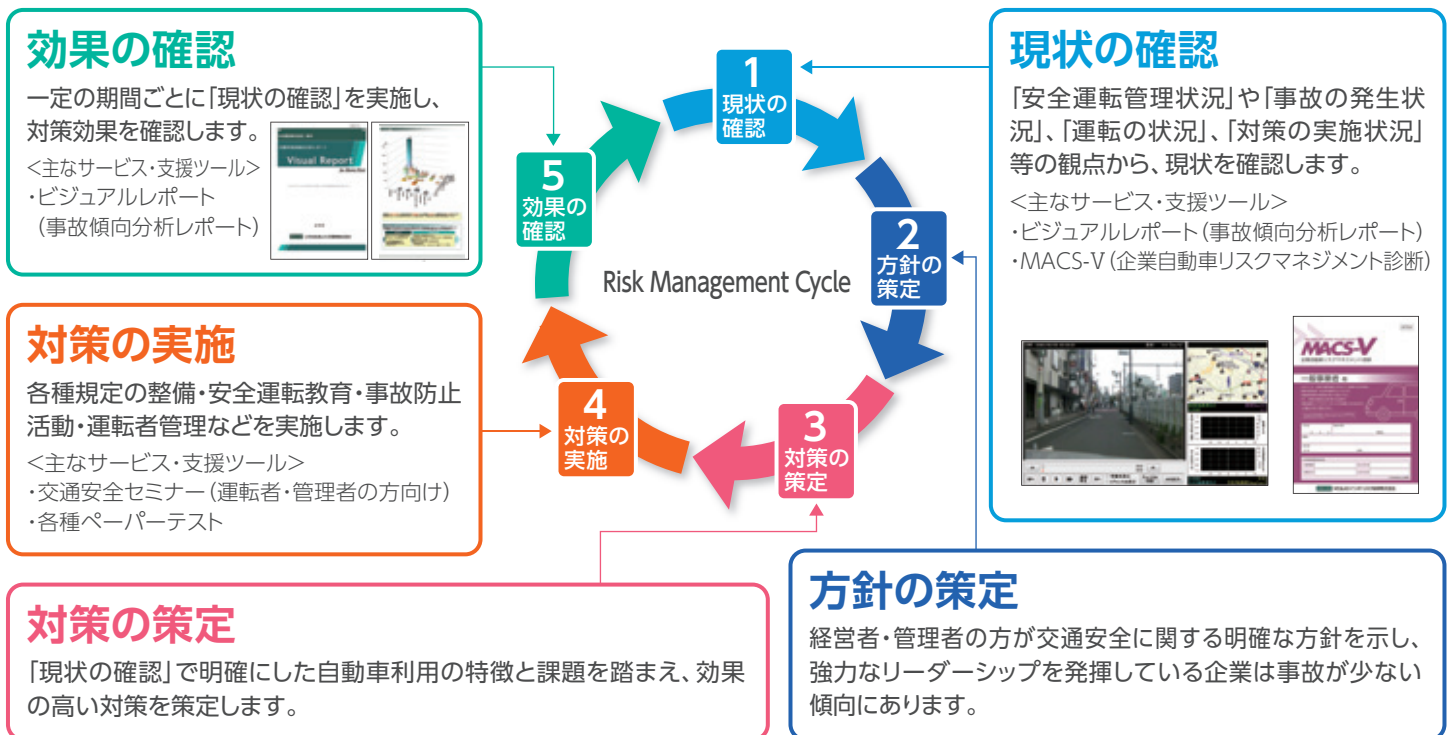 効果の確認
一定の期間ごとに「現状の確認」を実施し、
対策効果を確認します。
<主なサービス・支援ツール>
・ビジュアルレポート
（事故傾向分析レポート）
Visual Report
対策の実施
各種規定の整備・安全運転教育・事故防止
活動・運転者管理などを実施します。
<主なサービス・支援ツール>
・交通安全セミナー（運転者・管理者の方向け）
・各種ペーパーテスト
1
現状の
確認
2
方針の
策定
3
対策の
策定
4
対策の
実施
5
効果の
確認
Risk Management Cycle
現状の確認
「安全運転管理状況」や「事故の発生状
況」、「運転の状況」、「対策の実施状況」
等の観点から、現状を確認します。
<主なサービス・支援ツール>
・ビジュアルレポート（事故傾向分析レポート）
・MACS-Ⅴ（企業自動車リスクマネジメント診断）
MACS-V
対策の策定
「現状の確認」で明確にした自動車利用の特徴と課題を踏まえ、効果
の高い対策を策定します。
方針の策定
経営者・管理者の方が交通安全に関する明確な方針を示し、
強力なリーダーシップを発揮している企業は事故が少ない
傾向にあります。